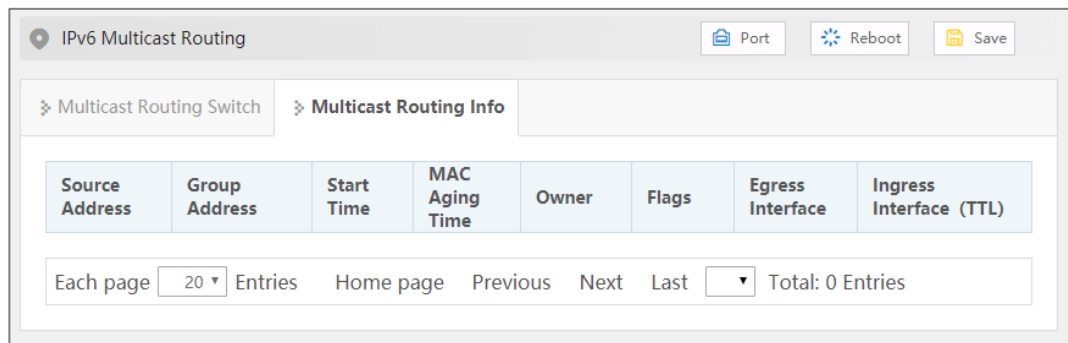 IPv6 Multicast Routing Port Reboot Save
Multicast Routing Switch Multicast Routing Info
Source Address Group Address Start Time MAC Aging Time Owner Flags Egress Interface Ingress Interface (TTL)
Each page 20 Entries Home page Previous Next Last Total: 0 Entries